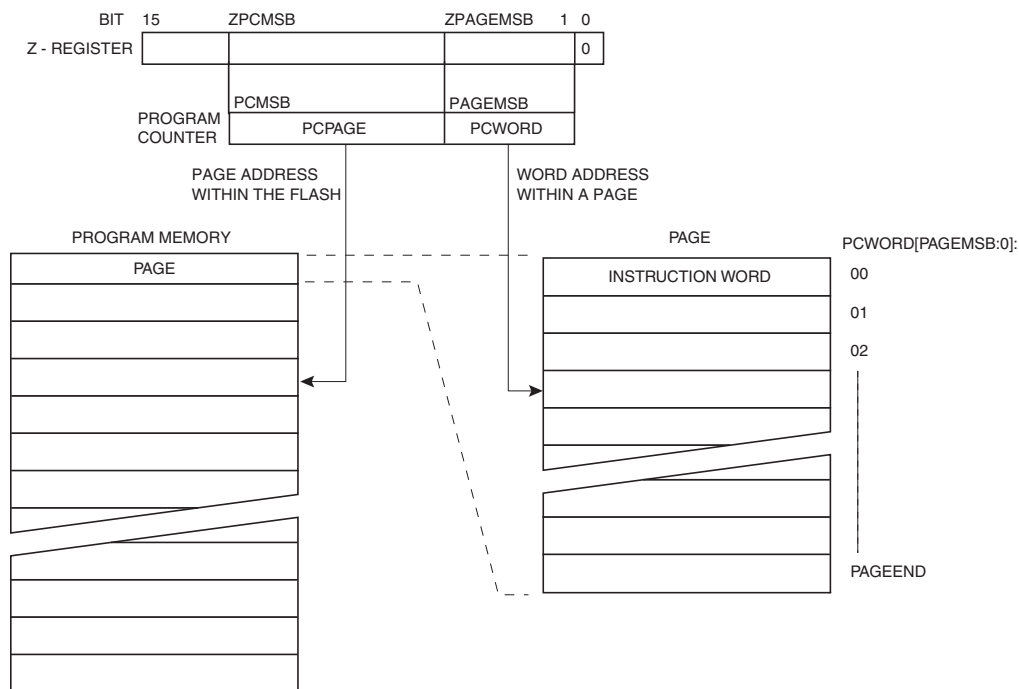 BIT 15 ZPCMSB ZPAGEMSB 1 0
Z - REGISTER 0
PCMSB PAGEMSB
PROGRAM
COUNTER
PCPAGE PCWORD
PAGE ADDRESS
WITHIN THE FLASH
WORD ADDRESS
WITHIN A PAGE
PROGRAM MEMORY
PAGE
PAGE
INSTRUCTION WORD
PCWORD[PAGEMSB:0]:
00
01
02
PAGEEND